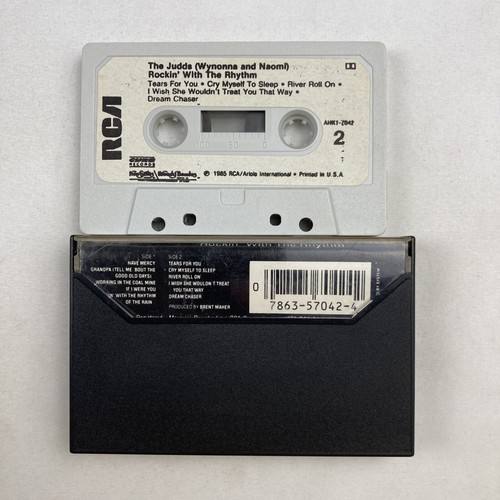 The Judds (Wynonna and Naomi)
Rockin' With The Rhythm
Tears For You • Cry Myself To Sleep • River Roll On •
I Wish She Wouldn't Treat You That Way •
Dream Chaser
RCA
AHK1-7042
2
RECORDS
100 50 0
℗ 1985 RCA/Ariola International • Printed in U.S.A.
Rockin' With The Rhythm
SIDE 1
HAVE MERCY
GRANDPA (TELL ME 'BOUT THE
GOOD OLD DAYS)
WORKING IN THE COAL MINE
IF I WERE YOU
WITH THE RHYTHM
OF THE RAIN
SIDE 2
TEARS FOR YOU
CRY MYSELF TO SLEEP
RIVER ROLL ON
I WISH SHE WOULDN T TREAT
YOU THAT WAY
DREAM CHASER
PRODUCED BY BRENT MAHER
0 7863-57042-4